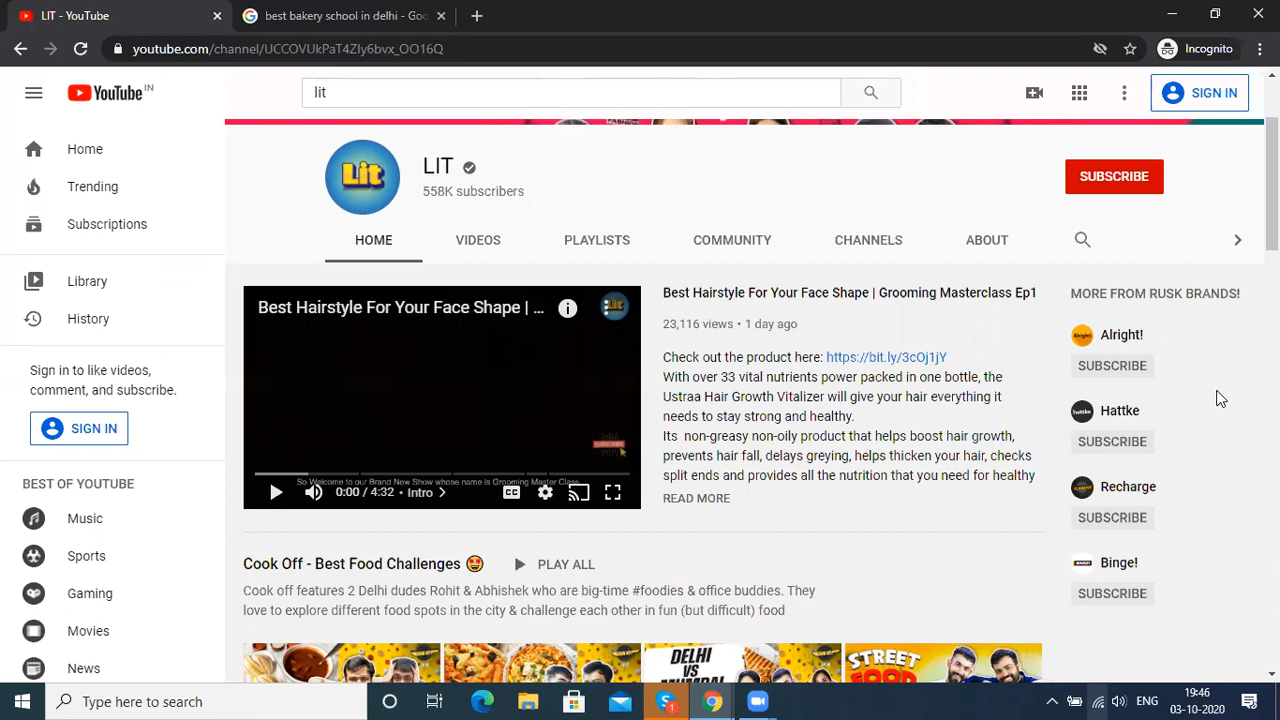 LIT - YouTube
best bakery school in delhi - Goo
youtube.com/channel/UCCOVUkPaT4ZIy6bvx_OO16Q
Incognito
YouTube IN
lit
SIGN IN
Home
Trending
Subscriptions
Library
History
Sign in to like videos,
comment, and subscribe.
SIGN IN
BEST OF YOUTUBE
Music
Sports
Gaming
Movies
News
Lit
LIT
558K subscribers
SUBSCRIBE
HOME
VIDEOS
PLAYLISTS
COMMUNITY
CHANNELS
ABOUT
Best Hairstyle For Your Face Shape | ...
So Welcome to our Brand New Show whose name is Grooming Master Class
0:00 / 4:32 • Intro
CC
Best Hairstyle For Your Face Shape | Grooming Masterclass Ep1
23,116 views • 1 day ago
Check out the product here: https://bit.ly/3cOj1jY
With over 33 vital nutrients power packed in one bottle, the
Ustraa Hair Growth Vitalizer will give your hair everything it
needs to stay strong and healthy.
Its non-greasy non-oily product that helps boost hair growth,
prevents hair fall, delays greying, helps thicken your hair, checks
split ends and provides all the nutrition that you need for healthy
READ MORE
MORE FROM RUSK BRANDS!
Alright!
SUBSCRIBE
Hattke
SUBSCRIBE
Recharge
SUBSCRIBE
Binge!
SUBSCRIBE
Cook Off - Best Food Challenges 🤩
PLAY ALL
Cook off features 2 Delhi dudes Rohit & Abhishek who are big-time #foodies & office buddies. They
love to explore different food spots in the city & challenge each other in fun (but difficult) food
DELHI
VS
STREET
FOOD
Type here to search
1
ENG
19:46
03-10-2020